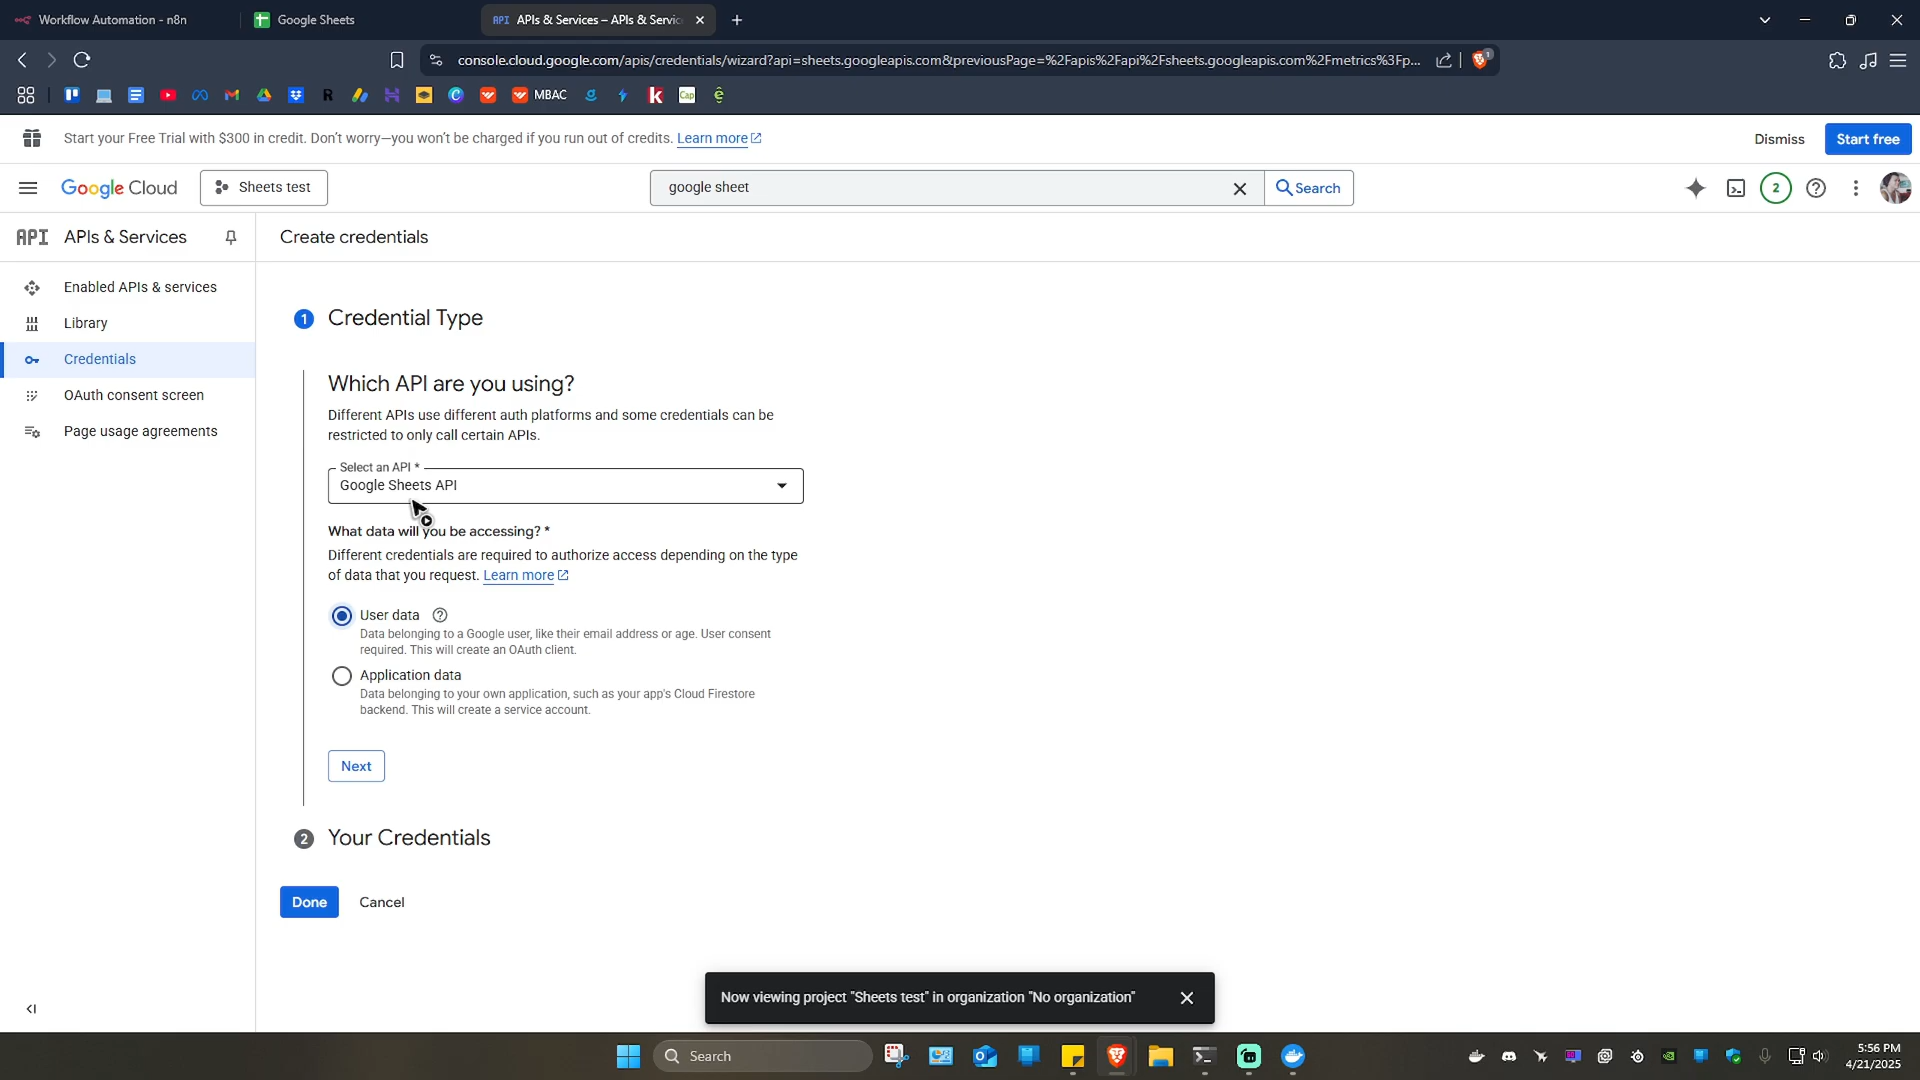 Workflow Automation - n8n
Google Sheets
API APIs & Services – APIs & Servic
console.cloud.google.com/apis/credentials/wizard?api=sheets.googleapis.com&previousPage=%2Fapis%2Fapi%2Fsheets.googleapis.com%2Fmetrics%3Fp...
1
R
MBAC
Cap
Start your Free Trial with $300 in credit. Don't worry—you won't be charged if you run out of credits. Learn more
Dismiss
Start free
Google Cloud
Sheets test
google sheet
Search
2
API APIs & Services
Create credentials
Enabled APIs & services
Library
Credentials
OAuth consent screen
Page usage agreements
1 Credential Type
Which API are you using?
Different APIs use different auth platforms and some credentials can be
restricted to only call certain APIs.
Select an API *
Google Sheets API
What data will you be accessing? *
Different credentials are required to authorize access depending on the type
of data that you request. Learn more
User data
Data belonging to a Google user, like their email address or age. User consent
required. This will create an OAuth client.
Application data
Data belonging to your own application, such as your app's Cloud Firestore
backend. This will create a service account.
Next
2 Your Credentials
Done
Cancel
Now viewing project "Sheets test" in organization "No organization"
Search
5:56 PM
4/21/2025